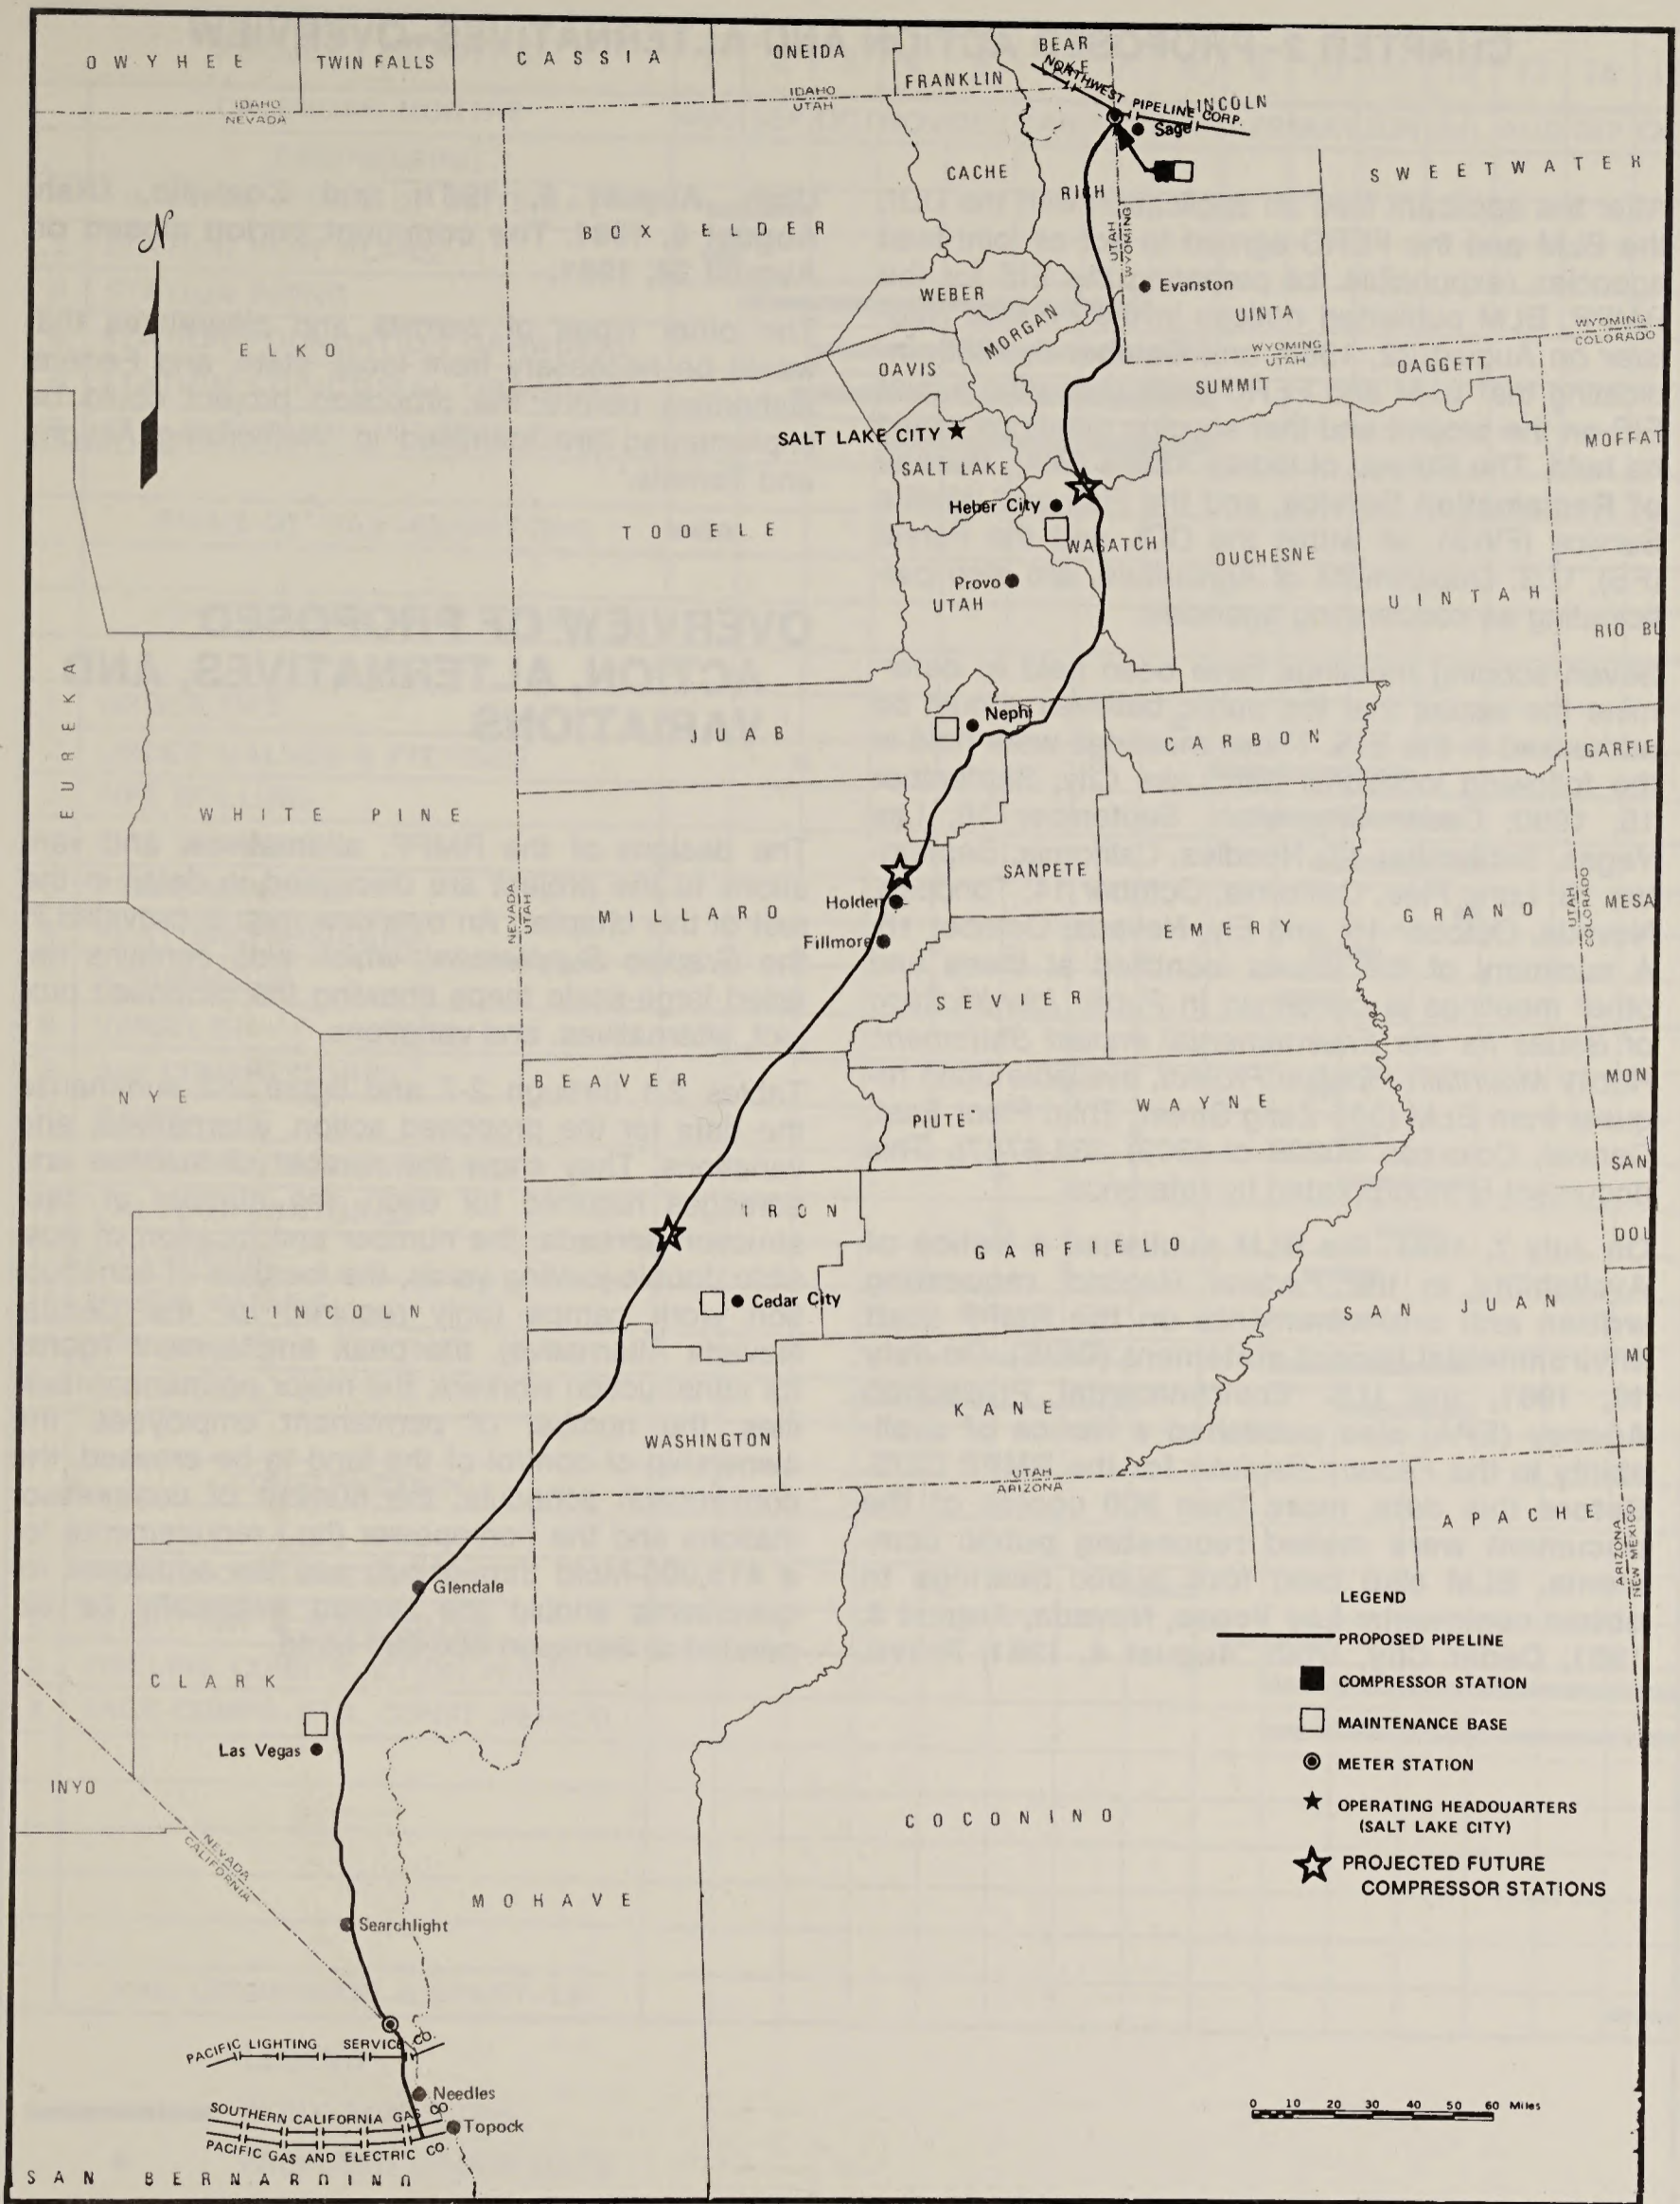 OWYHEE
TWIN FALLS
CASSIA
ONEIDA
FRANKLIN
BEAR
LAKE
NORTHWEST PIPELINE CORP.
LINCOLN
IDAHO
NEVADA
IDAHO
UTAH
Sage
SWEETWATER
CACHE
RICH
N
BOX ELDER
UTAH
WYOMING
Evanston
WEBER
MORGAN
UINTA
WYOMING
COLORADO
ELKO
WYOMING
UTAH
OAVIS
OAGGETT
SUMMIT
SALT LAKE CITY
MOFFAT
SALT LAKE
Heber City
TOOELE
WASATCH
OUCHESNE
Provo
UTAH
UINTAH
RIO BL
EUREKA
Nephi
JUAB
CARBON
GARFIE
WHITE PINE
SANPETE
Holden
NEVADA
UTAH
MILLARO
EMERY
GRANO
UTAH
COLORADO
MESA
Fillmore
SEVIER
BEAVER
NYE
PIUTE
WAYNE
MON
SAN
IRON
GARFIELO
DOL
LINCOLN
Cedar City
SAN JUAN
MO
KANE
WASHINGTON
UTAH
ARIZONA
APACHE
ARIZONA
NEW MEXICO
Glendale
LEGEND
PROPOSED PIPELINE
COMPRESSOR STATION
MAINTENANCE BASE
METER STATION
OPERATING HEADOUARTERS
(SALT LAKE CITY)
PROJECTED FUTURE
COMPRESSOR STATIONS
CLARK
Las Vegas
INYO
COCONINO
NEVADA
CALIFORNIA
MOHAVE
Searchlight
PACIFIC LIGHTING SERVICE CO.
Needles
SOUTHERN CALIFORNIA GAS CO
Topock
PACIFIC GAS AND ELECTRIC CO.
SAN BERNARDINO
0 10 20 30 40 50 60 Miles